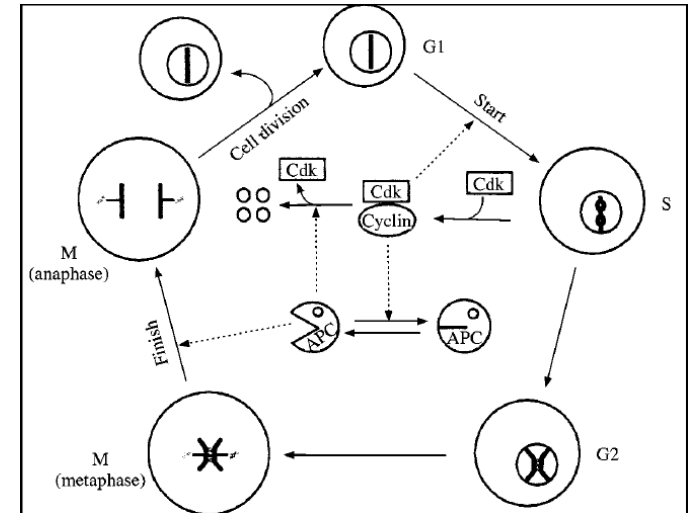 G1
Start
Cell division
Cdk
Cdk
Cdk
Cyclin
S
M
(anaphase)
APC
APC
Finish
G2
M
(metaphase)